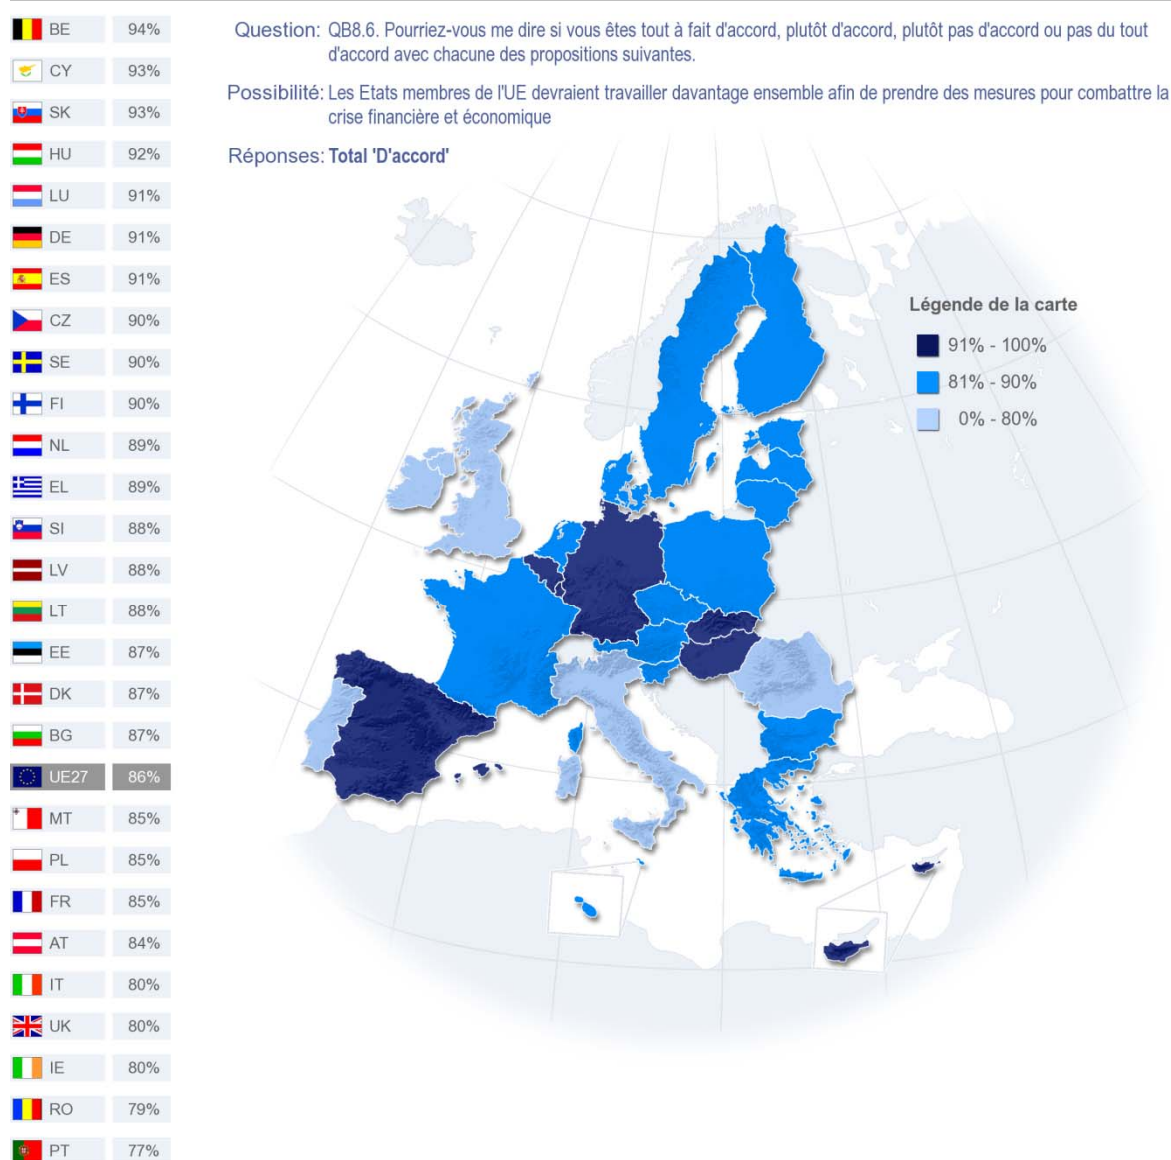 BE 94%
CY 93%
SK 93%
HU 92%
LU 91%
DE 91%
ES 91%
CZ 90%
SE 90%
FI 90%
NL 89%
EL 89%
SI 88%
LV 88%
LT 88%
EE 87%
DK 87%
BG 87%
UE27 86%
MT 85%
PL 85%
FR 85%
AT 84%
IT 80%
UK 80%
IE 80%
RO 79%
PT 77%
Question: QB8.6. Pourriez-vous me dire si vous êtes tout à fait d'accord, plutôt d'accord, plutôt pas d'accord ou pas du tout
d'accord avec chacune des propositions suivantes.
Possibilité: Les Etats membres de l'UE devraient travailler davantage ensemble afin de prendre des mesures pour combattre la
crise financière et économique
Réponses: Total 'D'accord'
Légende de la carte
91% - 100%
81% - 90%
0% - 80%